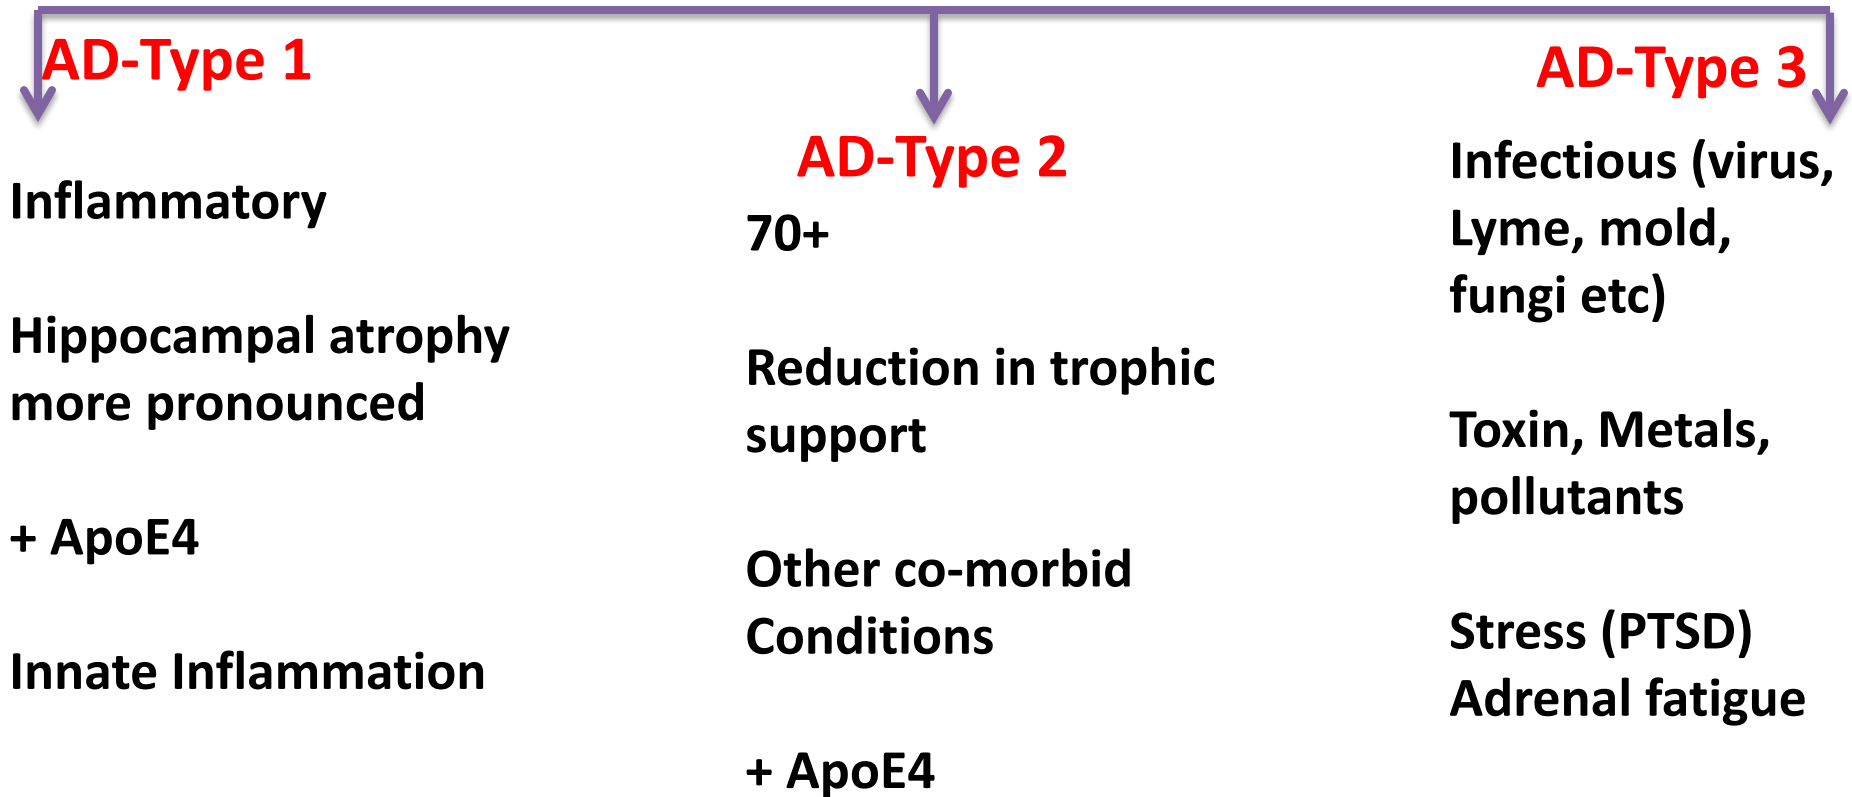 AD-Type 1
Inflammatory
Hippocampal atrophy
more pronounced
+ ApoE4
Innate Inflammation
AD-Type 2
70+
Reduction in trophic
support
Other co-morbid
Conditions
+ ApoE4
AD-Type 3
Infectious (virus,
Lyme, mold,
fungi etc)
Toxin, Metals,
pollutants
Stress (PTSD)
Adrenal fatigue